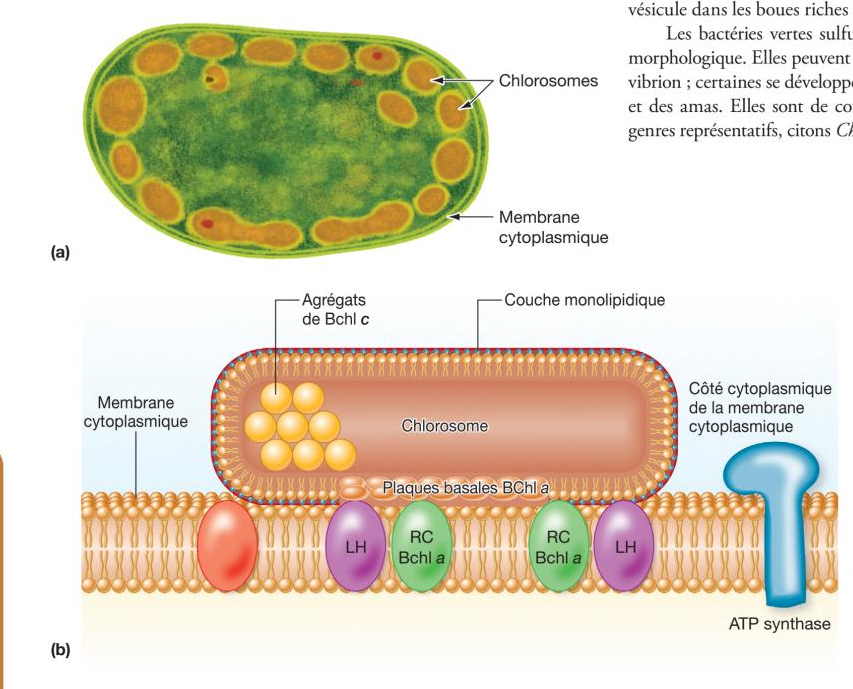 vésicule dans les boues riches
Les bactéries vertes sulfu
morphologique. Elles peuvent
vibrion ; certaines se développe
et des amas. Elles sont de co
genres représentatifs, citons Ch
Chlorosomes
Membrane
cytoplasmique
(a)
Agrégats
de Bchl c
Couche monolipidique
Membrane
cytoplasmique
Chlorosome
Côté cytoplasmique
de la membrane
cytoplasmique
Plaques basales BChl a
LH
RC
Bchl a
RC
Bchl a
LH
ATP synthase
(b)